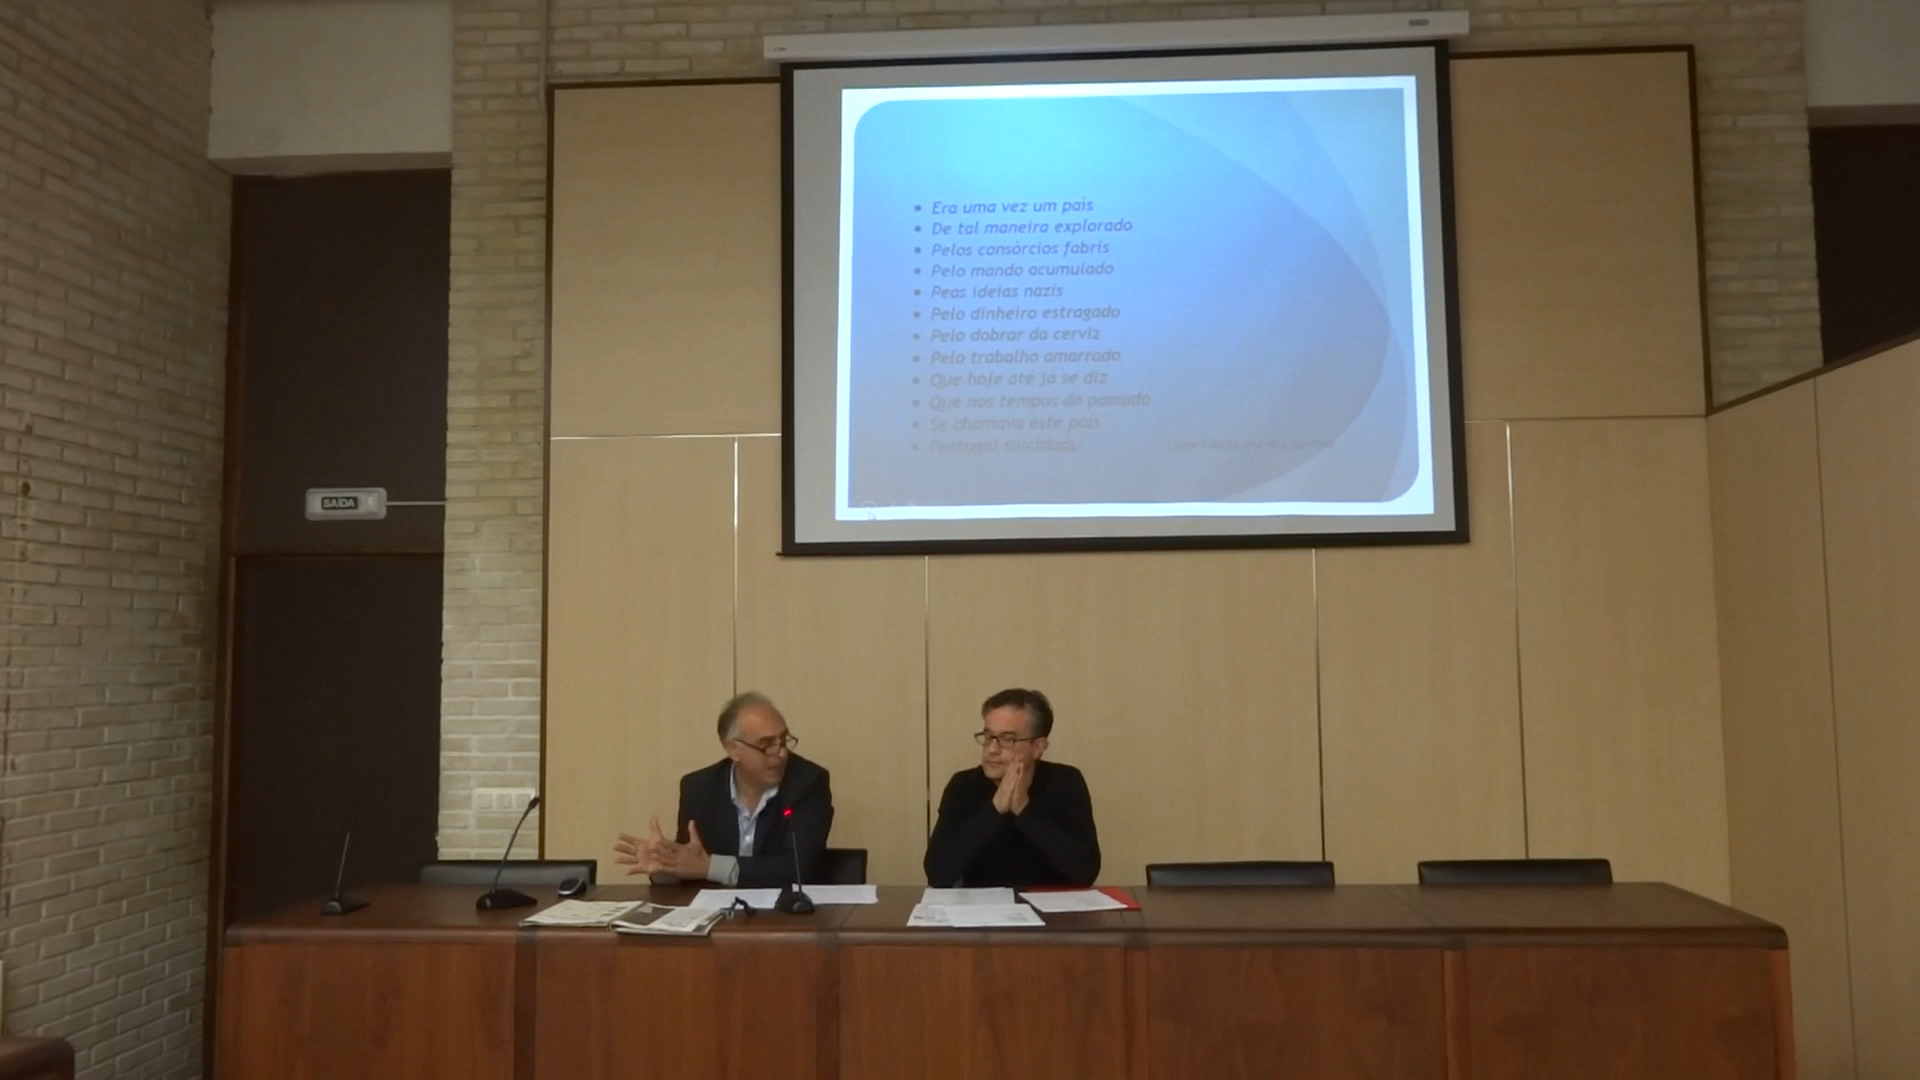 Era uma vez um país
De tal maneira explorado
Pelos consórcios fabris
Pelo mando acumulado
Peas ideias nazis
Pelo dinheiro estragado
Pelo dobrar da cerviz
Pelo trabalho amarrado
Que hoje até já se diz
Que nos tempos do passado
Se chamava este país
Portugal suicidado
SAÍDA